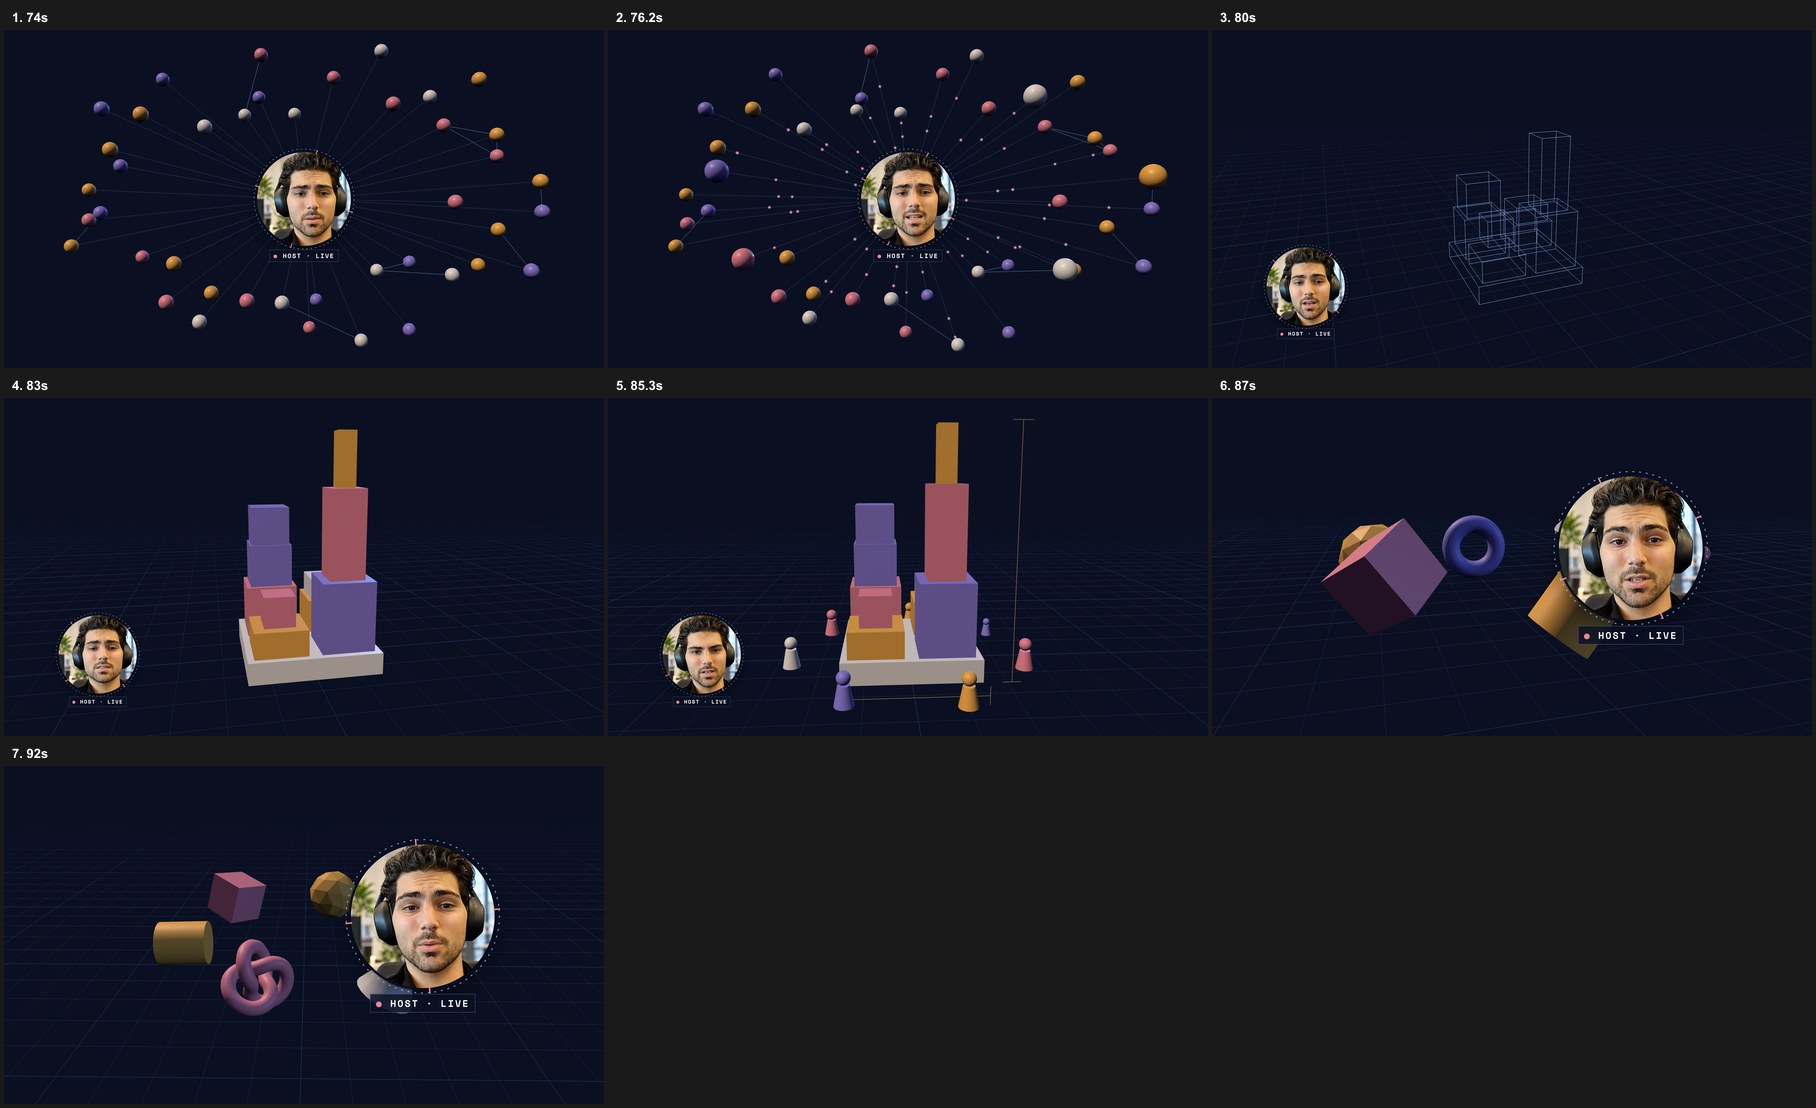 1. 74s
2. 76.2s
3. 80s
HOST · LIVE
HOST · LIVE
HOST · LIVE
4. 83s
5. 85.3s
6. 87s
HOST · LIVE
HOST · LIVE
HOST · LIVE
7. 92s
HOST · LIVE